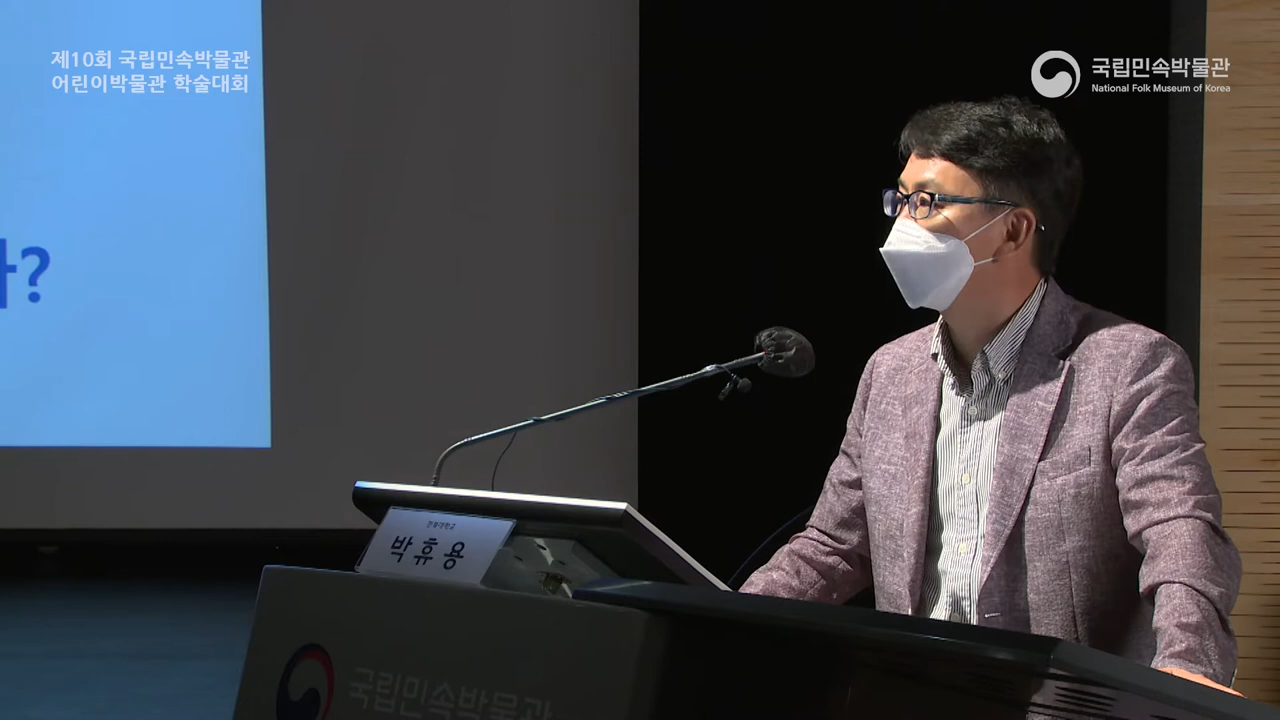 제10회 국립민속박물관
어린이박물관 학술대회
국립민속박물관
National Folk Museum of Korea
?
박휴용
국립민속박물관